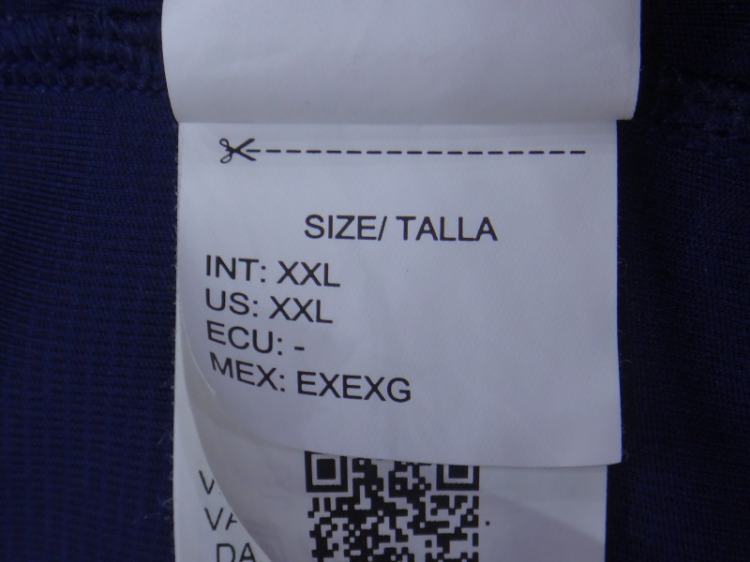 SIZE/ TALLA
INT: XXL
US: XXL
ECU: -
MEX: EXEXG